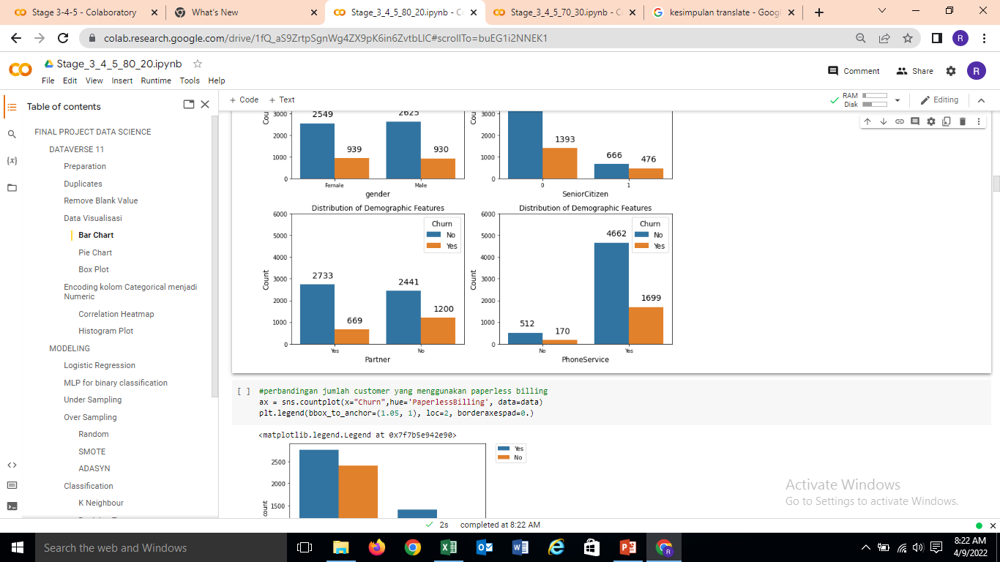 Stage 3-4-5 - Colaboratory
What's New
Stage_3_4_5_80_20.ipynb - C
Stage_3_4_5_70_30.ipynb - C
kesimpulan translate - Goog
colab.research.google.com/drive/1fQ_aS9ZrtpSgnWg4ZX9pK6in6ZvtbLIC#scrollTo=buEG1i2NNEK1
R
Stage_3_4_5_80_20.ipynb
File Edit View Insert Runtime Tools Help
Comment
Share
R
Table of contents
+ Code + Text
RAM
Disk
Editing
FINAL PROJECT DATA SCIENCE
DATAVERSE 11
Preparation
Duplicates
Remove Blank Value
Data Visualisasi
Bar Chart
Pie Chart
Box Plot
Encoding kolom Categorical menjadi
Numeric
Correlation Heatmap
Histogram Plot
MODELING
Logistic Regression
MLP for binary classification
Under Sampling
Over Sampling
Random
SMOTE
ADASYN
Classification
K Neighbour
Cou
3000
2000
1000
0
2549
939
2625
930
Female
Male
gender
Cou
3000
2000
1000
0
1393
666
476
0
1
SeniorCitizen
Distribution of Demographic Features
Count
6000
5000
4000
3000
2000
1000
0
Churn
No
Yes
2733
669
2441
1200
Yes
No
Partner
Distribution of Demographic Features
Count
6000
5000
4000
3000
2000
1000
0
Churn
No
Yes
512
170
4662
1699
No
Yes
PhoneService
[ ]
#perbandingan jumlah customer yang menggunakan paperless billing
ax = sns.countplot(x="Churn",hue='PaperlessBilling', data=data)
plt.legend(bbox_to_anchor=(1.05, 1), loc=2, borderaxespad=0.)
<matplotlib.legend.Legend at 0x7f7b5e942e90>
2500
2000
1500
count
Yes
No
Activate Windows
Go to Settings to activate Windows.
2s completed at 8:22 AM
Search the web and Windows
8:22 AM
4/9/2022